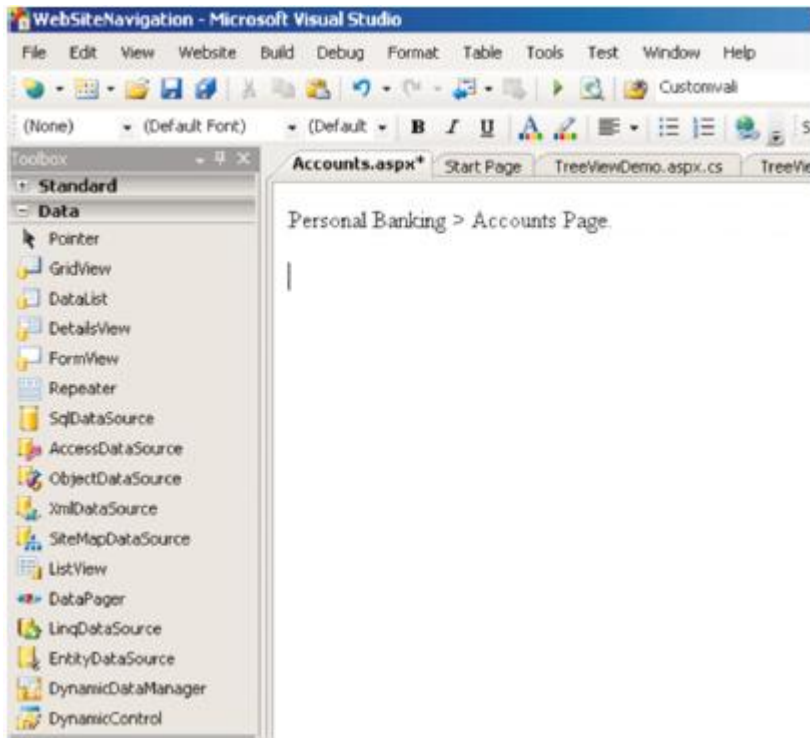 WebSiteNavigation - Microsoft Visual Studio
File Edit View Website Build Debug Format Table Tools Test Window Help
Customvali
(None) (Default Font) (Default B I U A
Toolbox
Accounts.aspx* Start Page TreeViewDemo.aspx.cs TreeVie
Standard
Data
Personal Banking > Accounts Page.
Pointer
GridView
DataList
DetailsView
FormView
Repeater
SqlDataSource
AccessDataSource
ObjectDataSource
XmlDataSource
SiteMapDataSource
ListView
DataPager
LinqDataSource
EntityDataSource
DynamicDataManager
DynamicControl